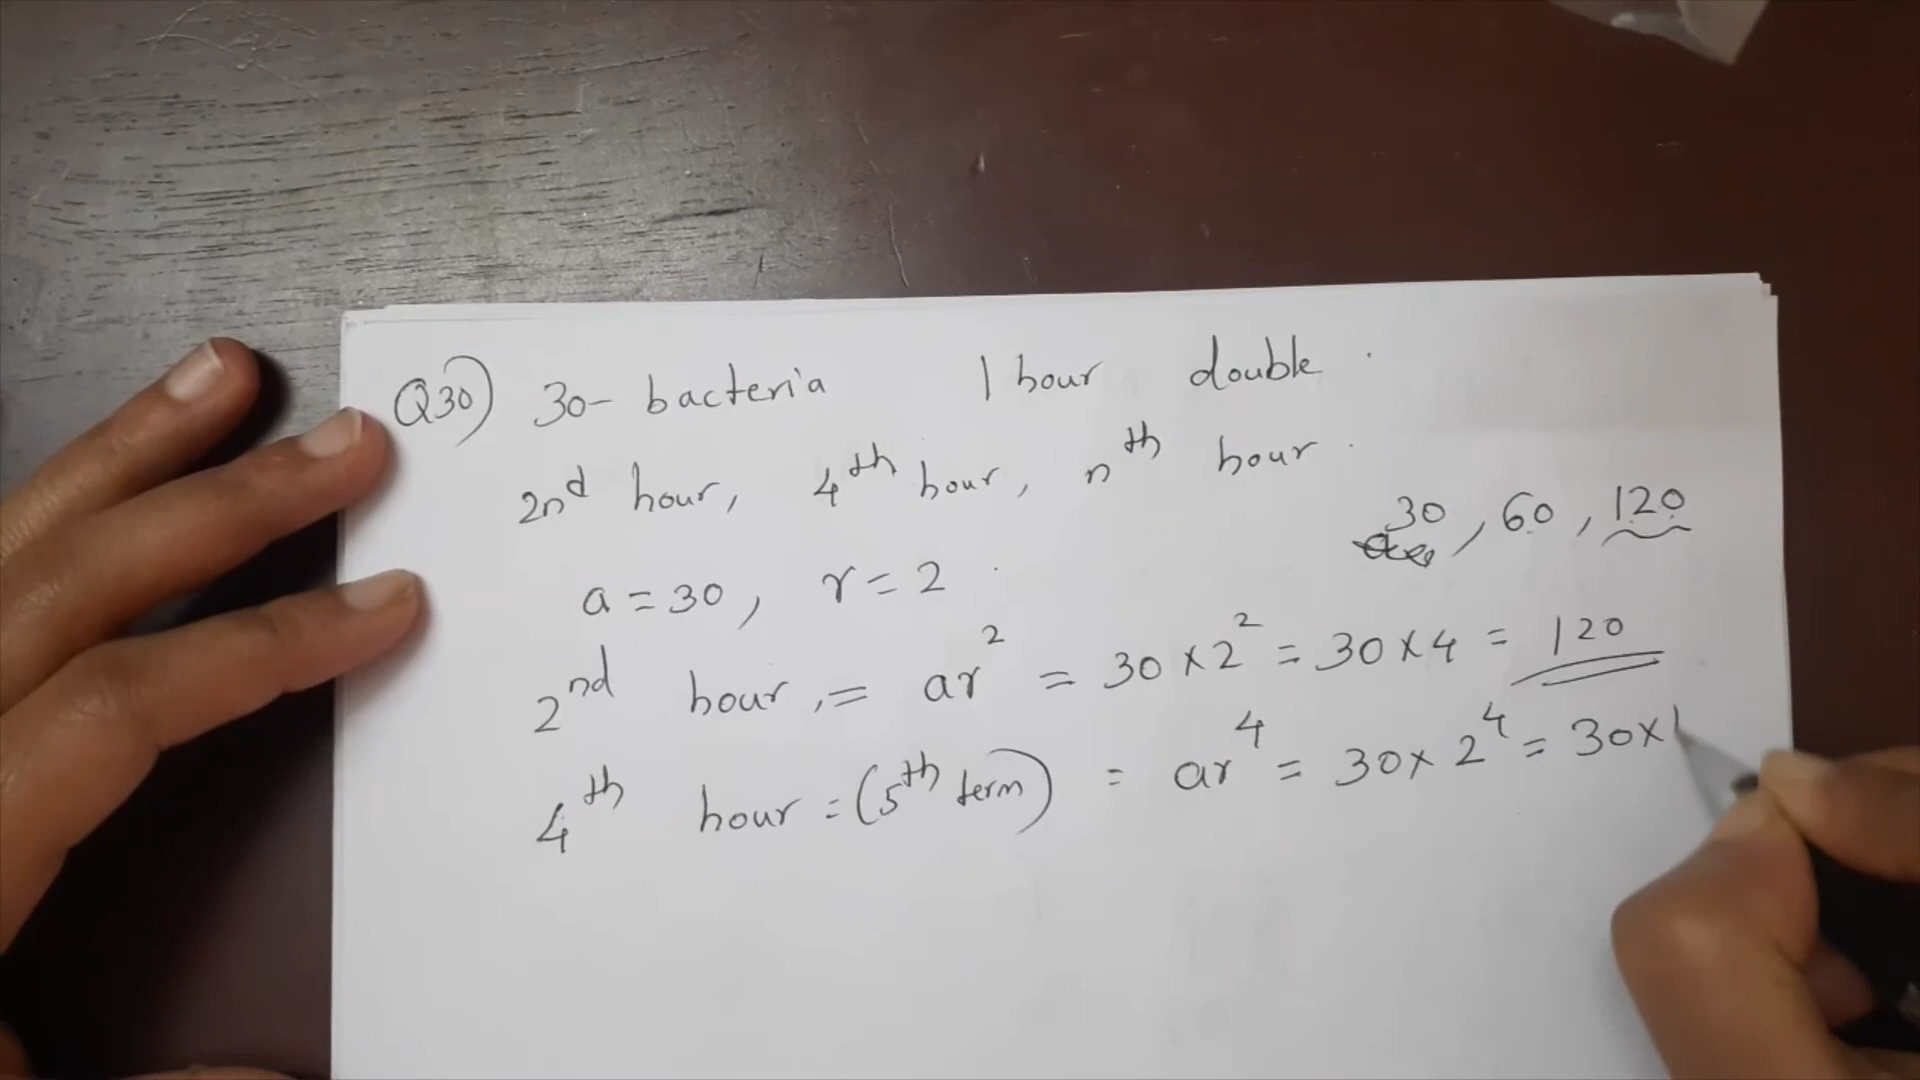 Q30) 30- bacteria 1 hour double.
2nd hour, 4th hour, nth hour.
30, 60, 120
a = 30, r = 2.
2nd hour, = ar² = 30×2² = 30×4 = 120
4th hour = (5th term) = ar⁴ = 30×2⁴ = 30×1